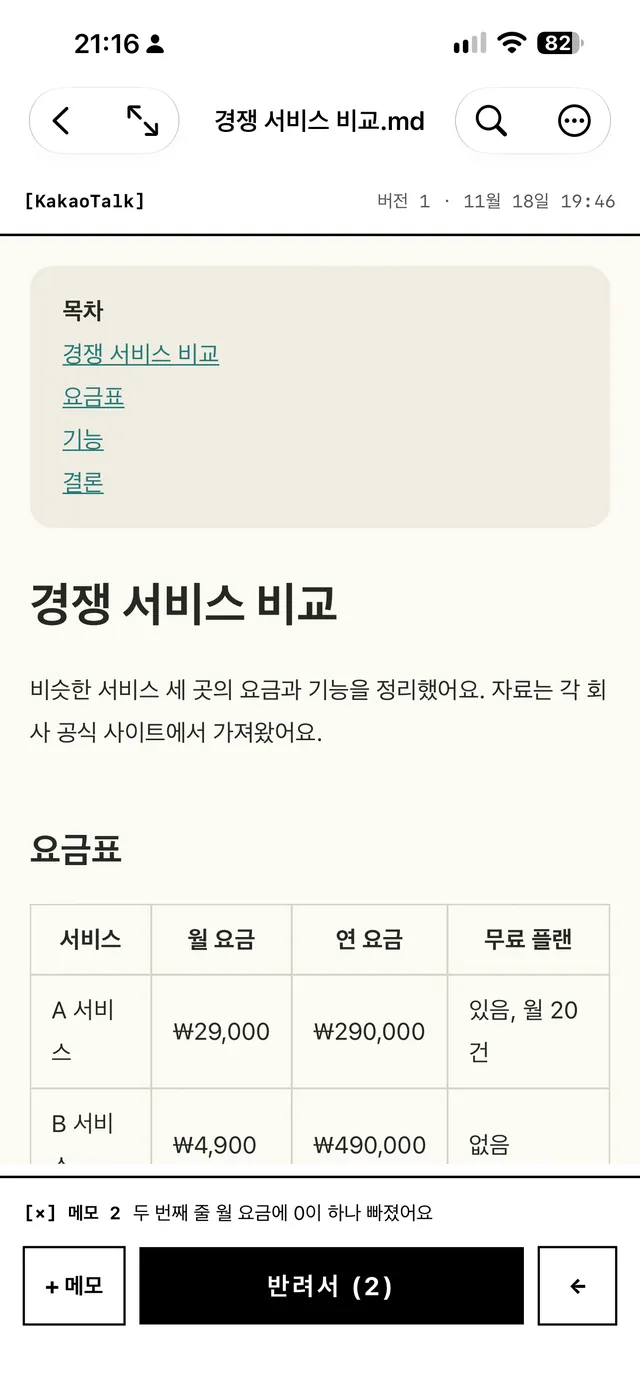 21:16
82
경쟁 서비스 비교.md
[KakaoTalk]
버전 1 · 11월 18일 19:46
목차
경쟁 서비스 비교
요금표
기능
결론
경쟁 서비스 비교
비슷한 서비스 세 곳의 요금과 기능을 정리했어요. 자료는 각 회
사 공식 사이트에서 가져왔어요.
요금표
서비스 월 요금 연 요금 무료 플랜
A 서비
스
₩29,000 ₩290,000
있음, 월 20
건
B 서비
₩4,900 ₩490,000 없음
[×] 메모 2 두 번째 줄 월 요금에 0이 하나 빠졌어요
+ 메모
반려서 (2)
←